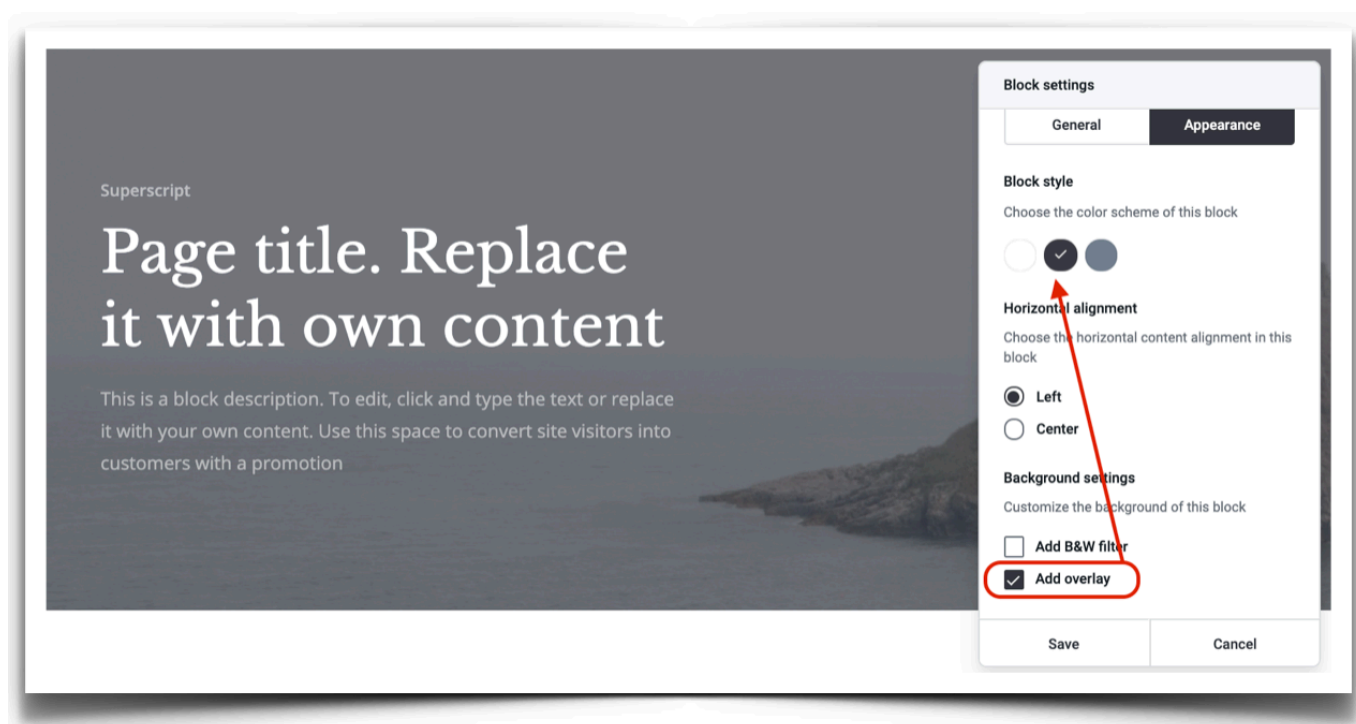 Superscript
Page title. Replace
it with own content
This is a block description. To edit, click and type the text or replace
it with your own content. Use this space to convert site visitors into
customers with a promotion
Block settings
General
Appearance
Block style
Choose the color scheme of this block
Horizontal alignment
Choose the horizontal content alignment in this
block
Left
Center
Background settings
Customize the background of this block
Add B&W filter
Add overlay
Save
Cancel